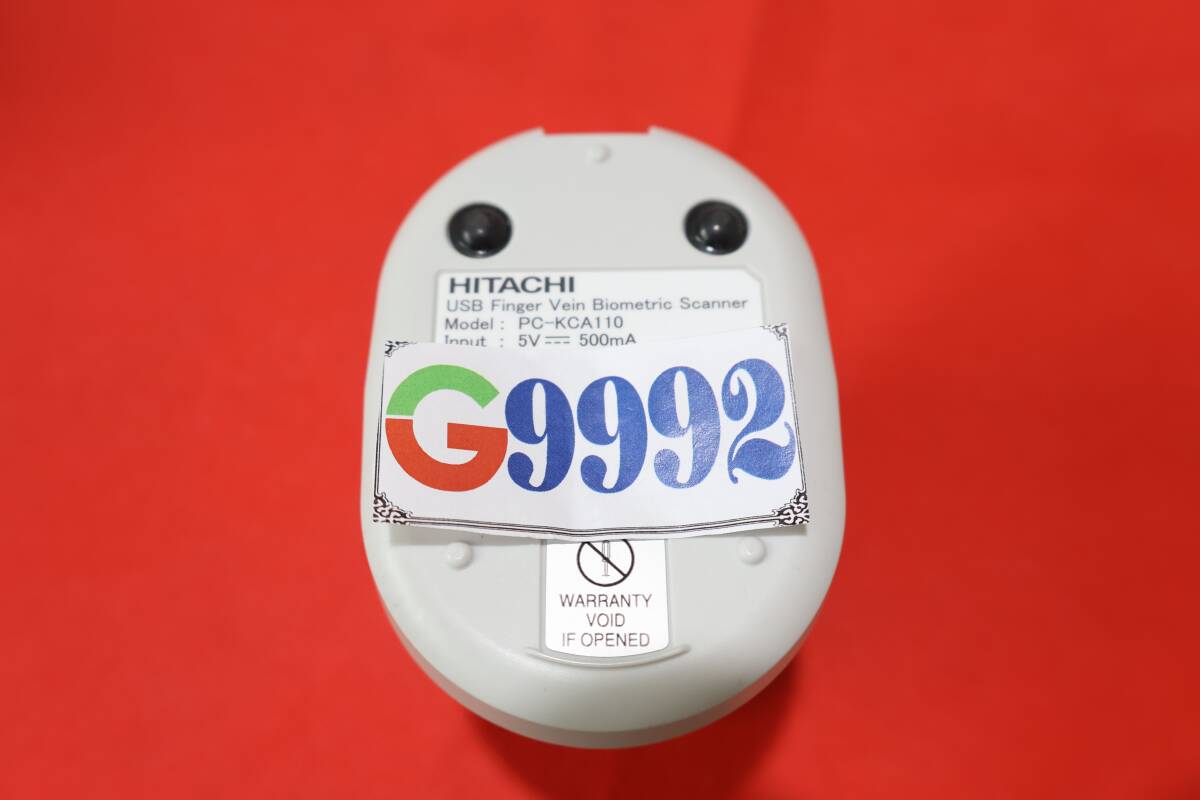 HITACHI
USB Finger Vein Biometric Scanner
Model : PC-KCA110
Input : 5V⎓ 500mA
G9992
WARRANTY
VOID
IF OPENED